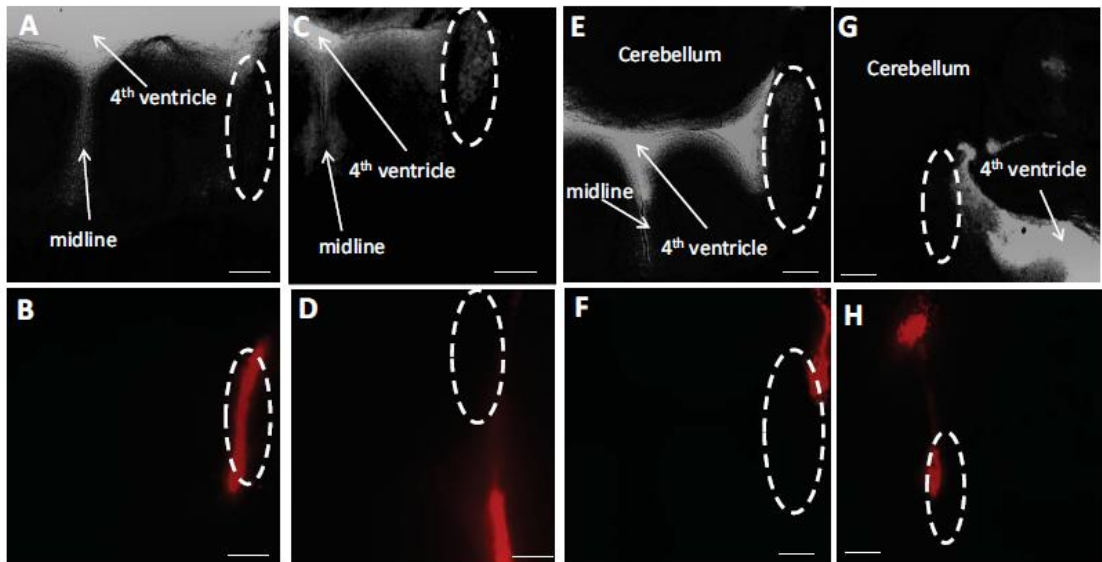 A
4th ventricle
midline
C
4th ventricle
midline
E
Cerebellum
midline
4th ventricle
G
Cerebellum
4th ventricle
B
D
F
H